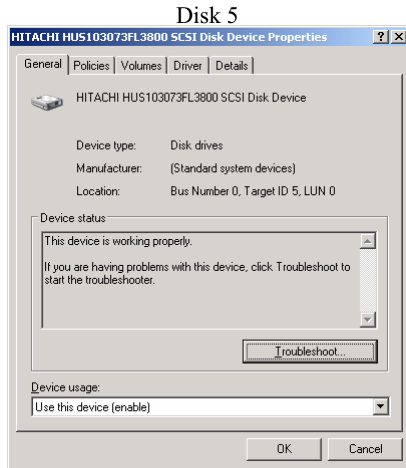 Disk 5
HITACHI HUS103073FL3800 SCSI Disk Device Properties
General Policies Volumes Driver Details
HITACHI HUS103073FL3800 SCSI Disk Device
Device type: Disk drives
Manufacturer: (Standard system devices)
Location: Bus Number 0, Target ID 5, LUN 0
Device status
This device is working properly.
If you are having problems with this device, click Troubleshoot to
start the troubleshooter.
Troubleshoot...
Device usage:
Use this device (enable)
OK Cancel